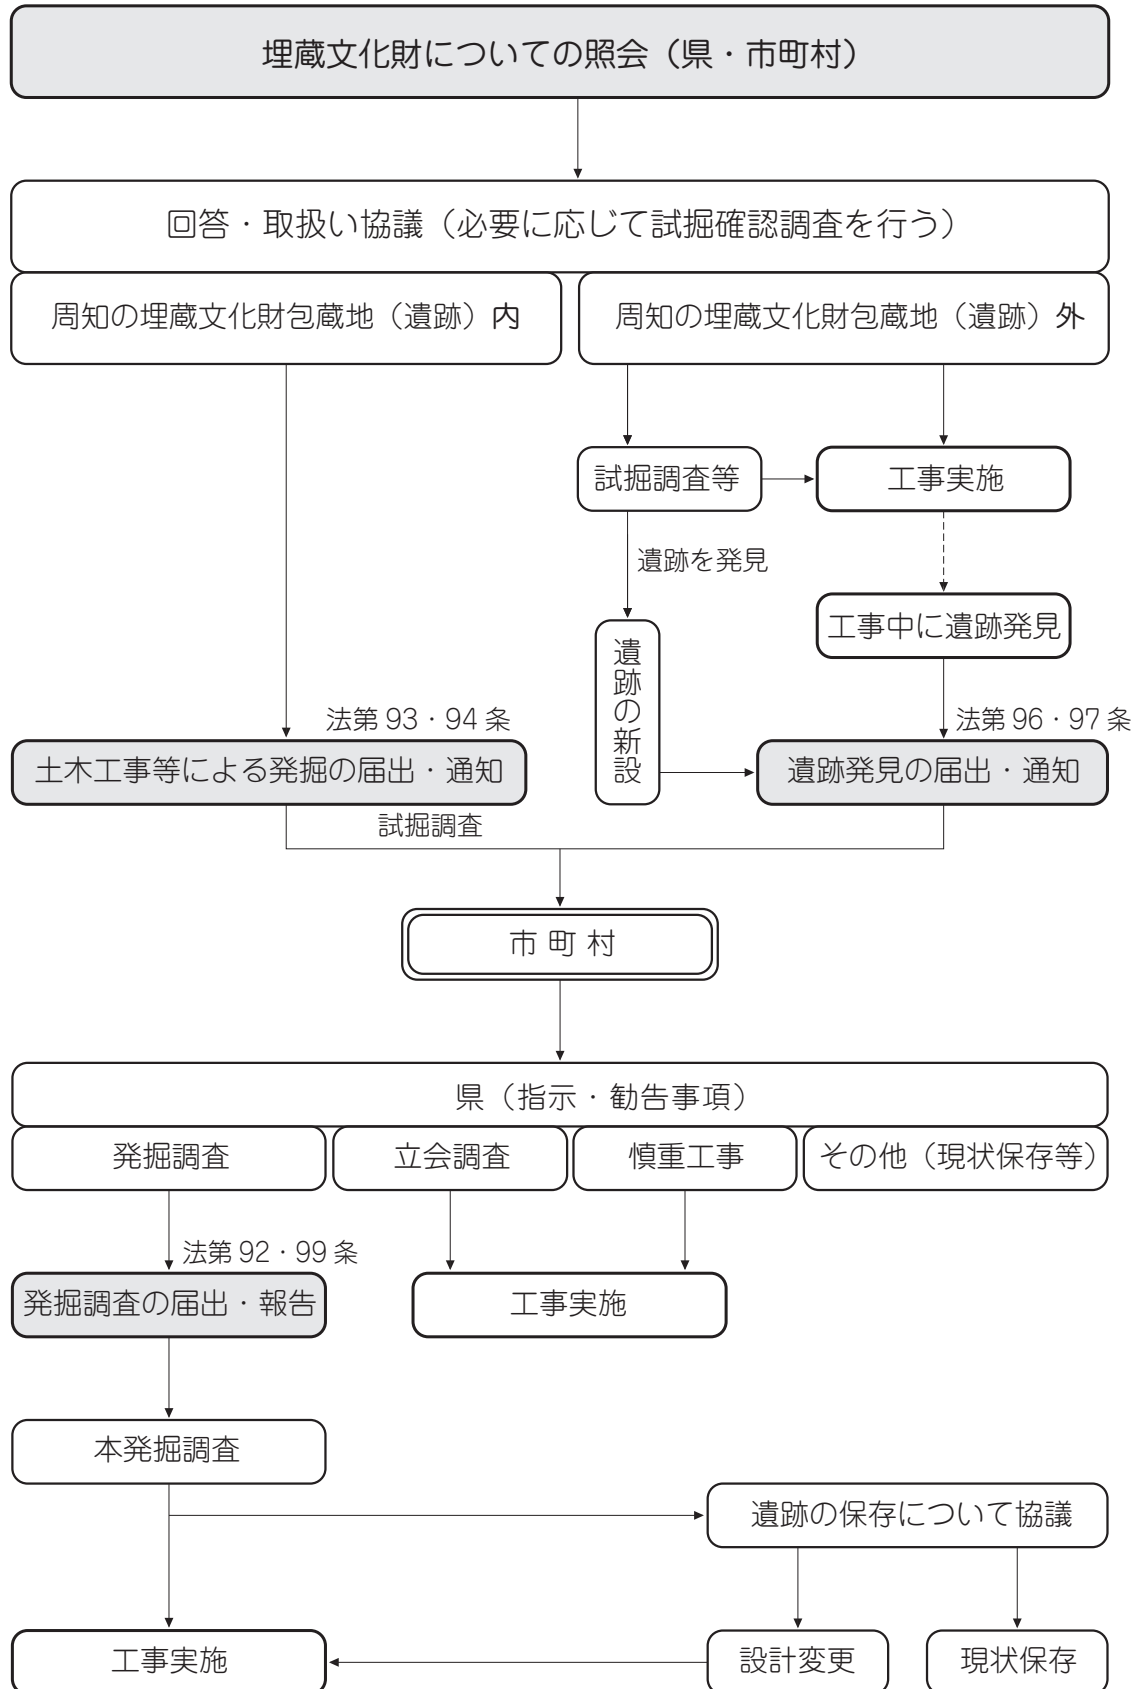 埋蔵文化財についての照会（県・市町村）
回答・取扱い協議（必要に応じて試掘確認調査を行う）
周知の埋蔵文化財包蔵地（遺跡）内
周知の埋蔵文化財包蔵地（遺跡）外
試掘調査等
工事実施
遺跡を発見
工事中に遺跡発見
遺跡の新設
法第 93・94 条
法第 96・97 条
土木工事等による発掘の届出・通知
遺跡発見の届出・通知
試掘調査
市 町 村
県（指示・勧告事項）
発掘調査
立会調査
慎重工事
その他（現状保存等）
法第 92・99 条
発掘調査の届出・報告
工事実施
本発掘調査
遺跡の保存について協議
工事実施
設計変更
現状保存